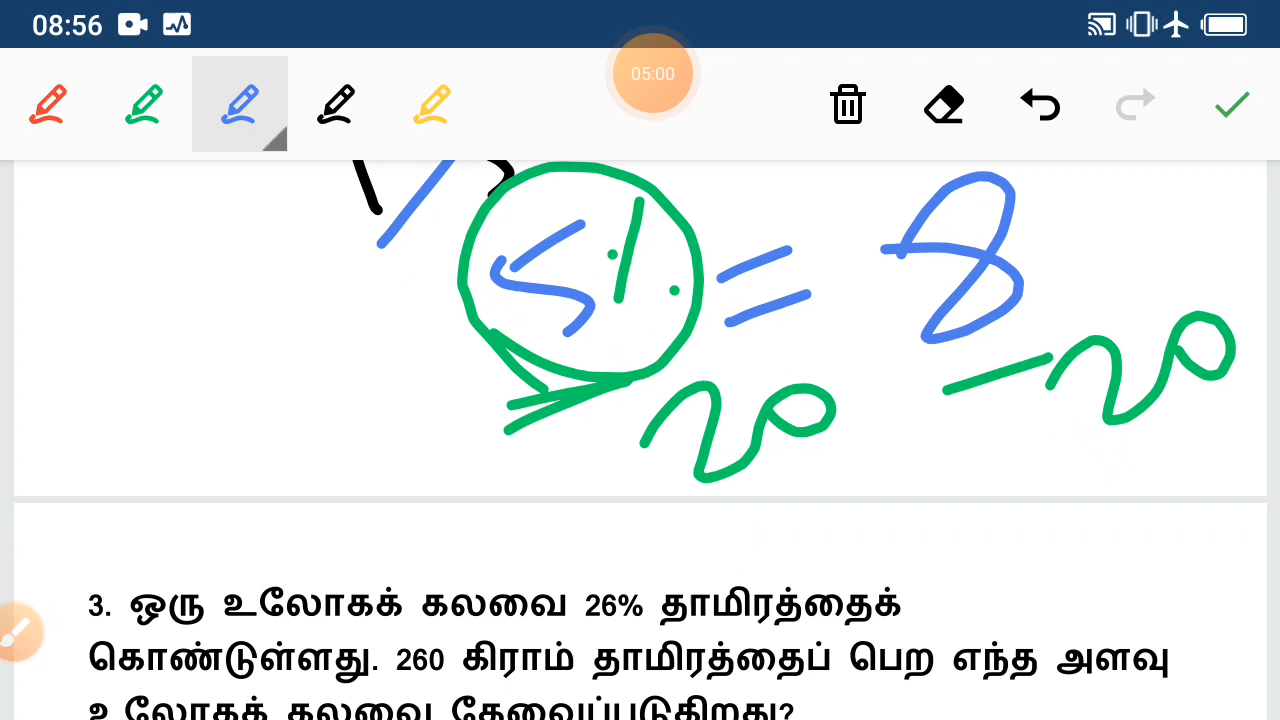 08:56
05:00
5% = 8
20 - 20
3. ஒரு உலோகக் கலவை 26% தாமிரத்தைக்
கொண்டுள்ளது. 260 கிராம் தாமிரத்தைப் பெற எந்த அளவு
உலோகக் கலவை தேவைப்படுகிறது?